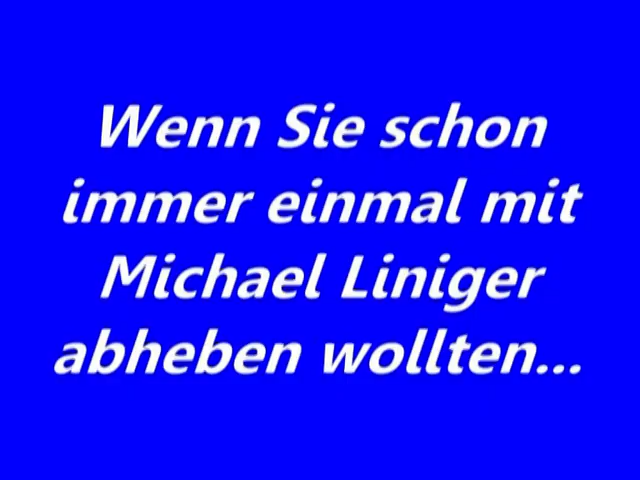 Wenn Sie schon
immer einmal mit
Michael Liniger
abheben wollten...